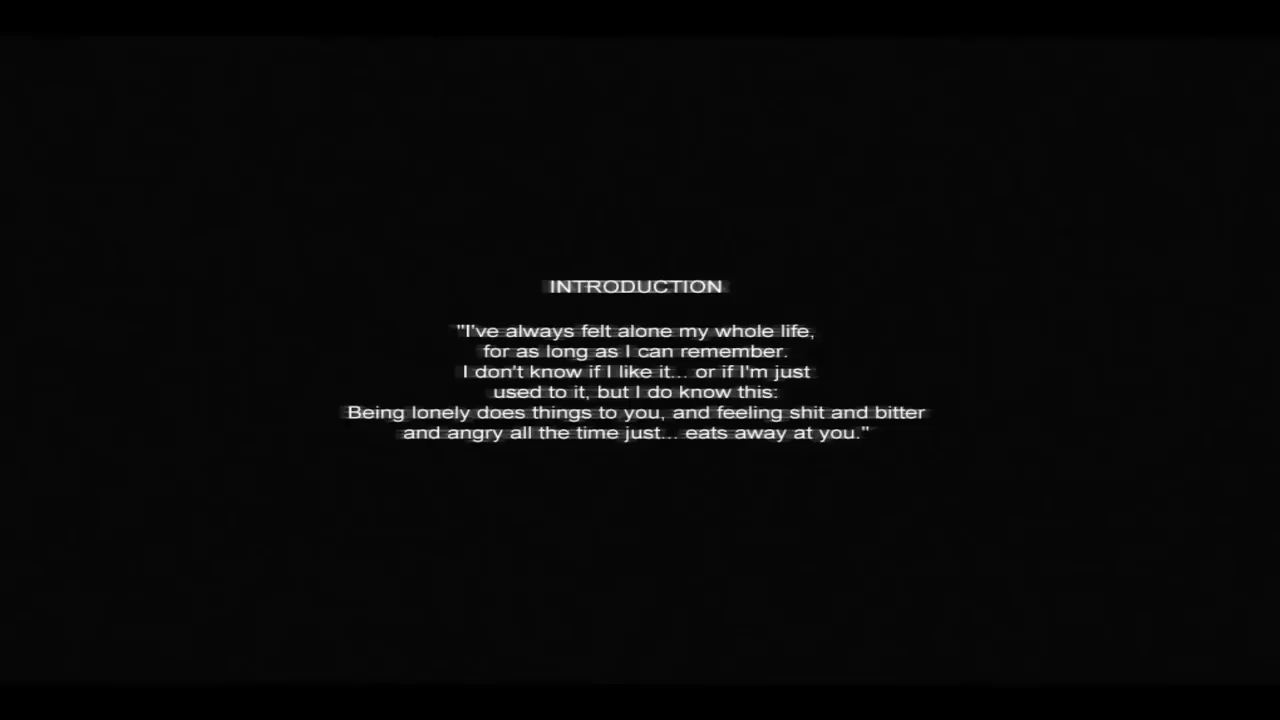 INTRODUCTION
"I've always felt alone my whole life,
for as long as I can remember.
I don't know if I like it... or if I'm just
used to it, but I do know this:
Being lonely does things to you, and feeling shit and bitter
and angry all the time just... eats away at you."